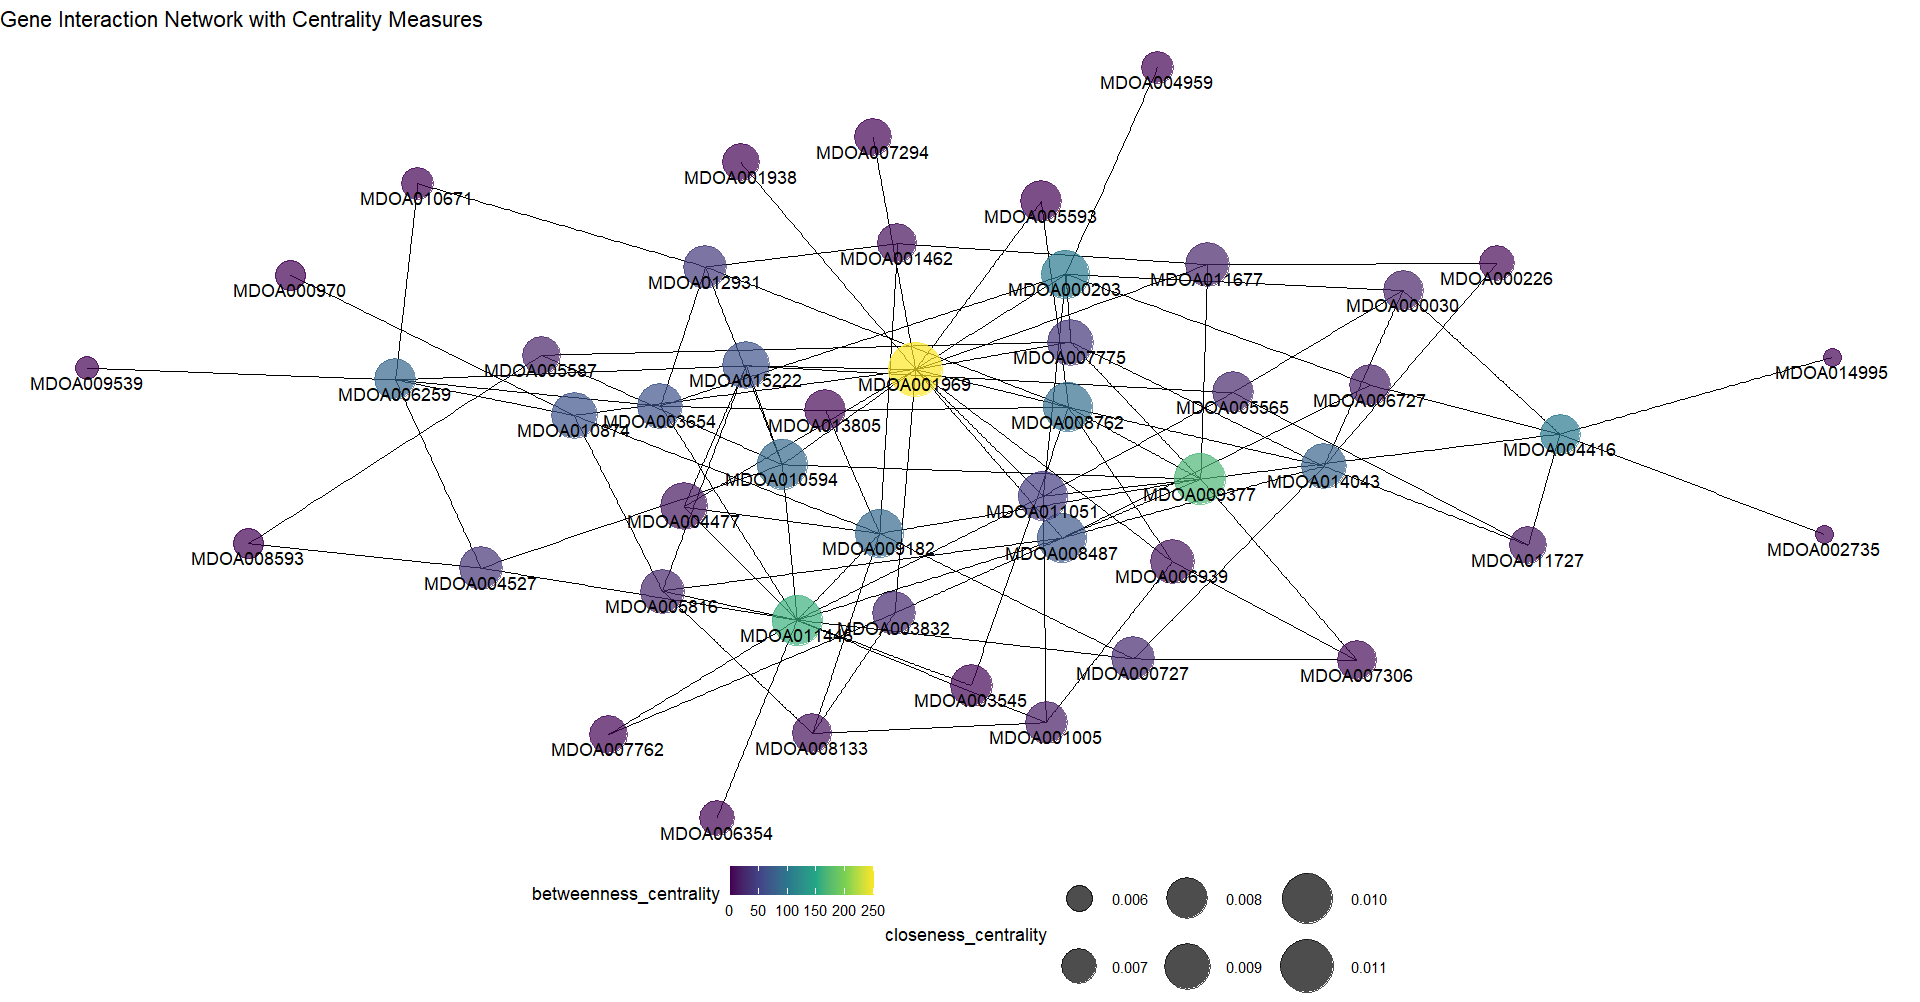 Gene Interaction Network with Centrality Measures
MDOA004959
MDOA007294
MDOA001938
MDOA010671
MDOA005593
MDOA001462
MDOA011677
MDOA000226
MDOA012931
MDOA000203
MDOA000970
MDOA000030
MDOA007775
MDOA005587
MDOA014995
MDOA015222
MDOA009539
MDOA001969
MDOA006259
MDOA006727
MDOA005565
MDOA003654
MDOA008762
MDOA013805
MDOA010874
MDOA004416
MDOA010594
MDOA014043
MDOA009377
MDOA011051
MDOA004477
MDOA009182
MDOA002735
MDOA008487
MDOA008593
MDOA011727
MDOA006939
MDOA004527
MDOA005816
MDOA003832
MDOA000727
MDOA007306
MDOA003545
MDOA001005
MDOA008133
MDOA007762
MDOA006354
betweenness_centrality
0 50 100 150 200 250
closeness_centrality
0.006 0.008 0.010
0.007 0.009 0.011